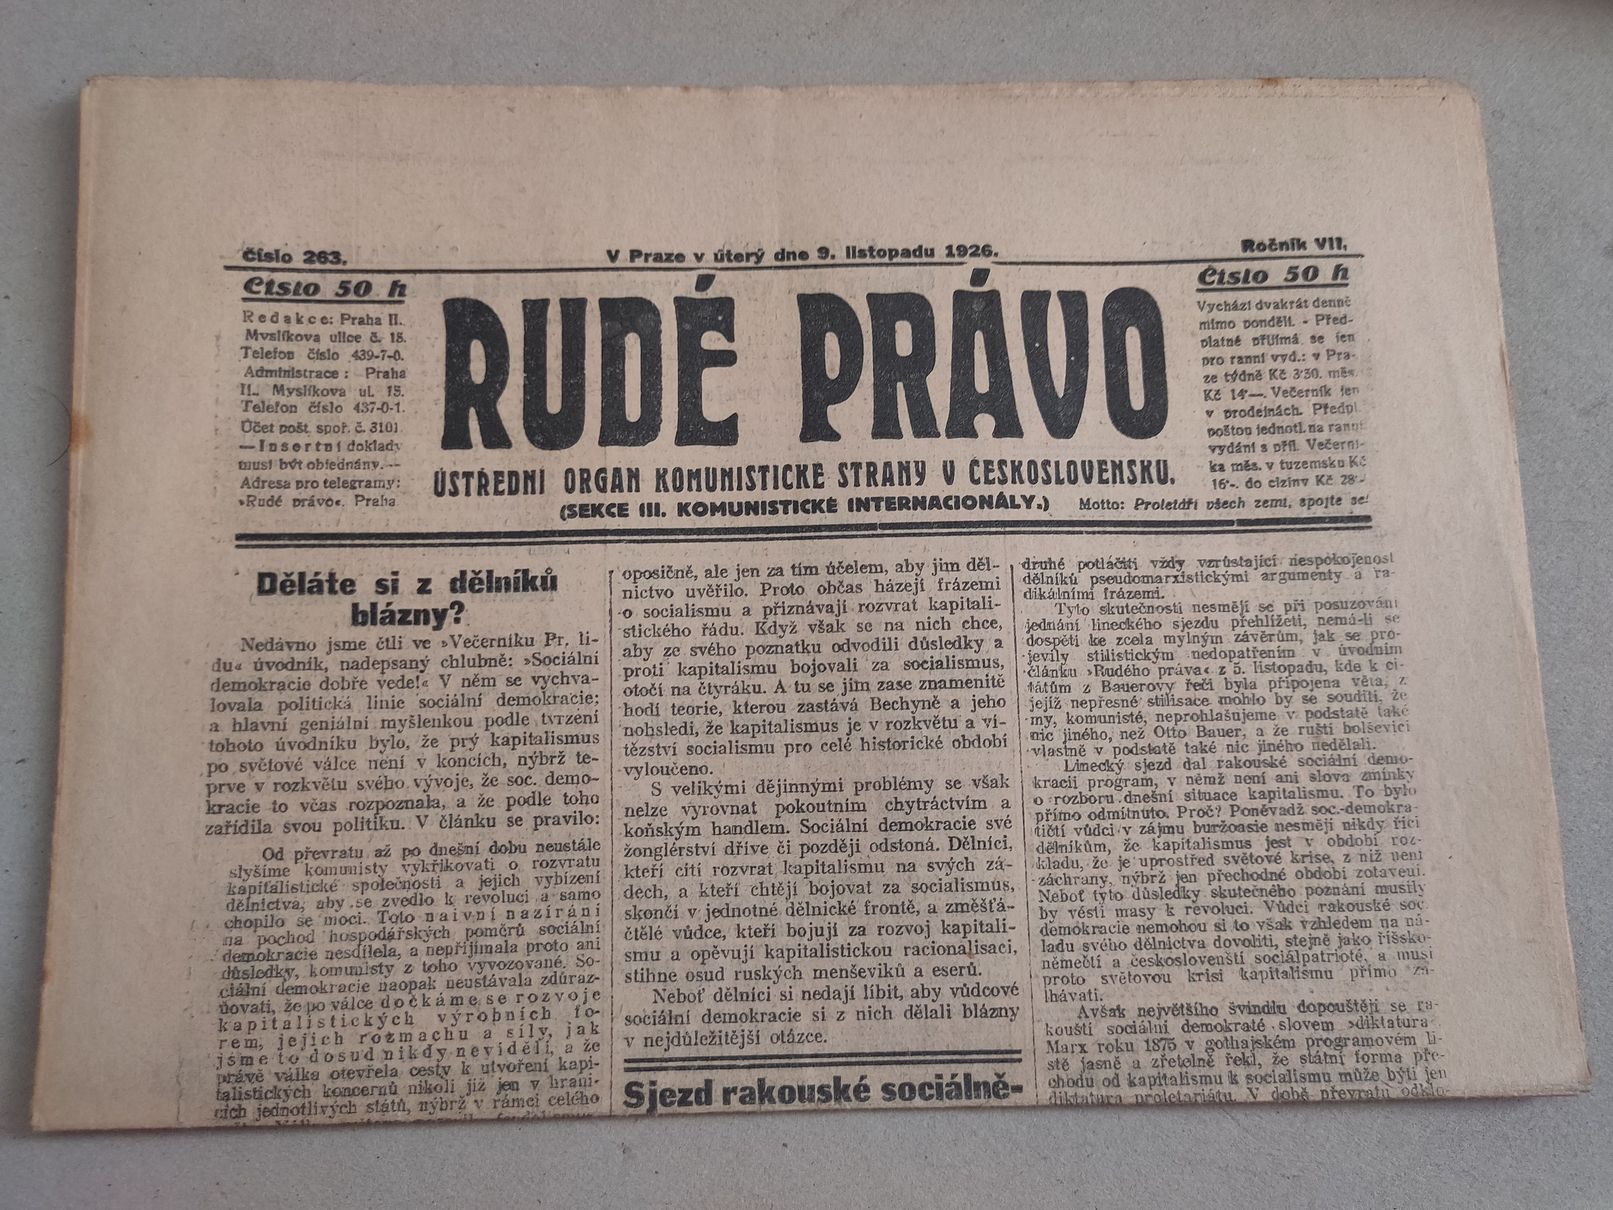 Číslo 263.
V Praze v úterý dne 9. listopadu 1926.
Ročník VII.
Číslo 50 h
Redakce: Praha II.
Myslíkova ulice č. 15.
Telefon číslo 439-7-0.
Administrace: Praha
II., Myslíkova ul. 15.
Telefon číslo 437-0-1.
Účet pošt. spoř. č. 3101
— Insertní doklady
musí být objednány. —
Adresa pro telegramy:
»Rudé právo«. Praha
RUDÉ PRÁVO
ÚSTŘEDNÍ ORGÁN KOMUNISTICKÉ STRANY V ČESKOSLOVENSKU.
(SEKCE III. KOMUNISTICKÉ INTERNACIONÁLY.)
Motto: Proletáři všech zemí, spojte se!
Číslo 50 h
Vychází dvakrát denně
mimo pondělí. - Před-
platné přijímá se jen
pro ranní vyd.: v Pra-
ze týdně Kč 3'30. měs.
Kč 14'—. Večerník jen
v prodejnách. Předpl.
poštou jednotl. na ranní
vydání s příl. Večerní-
ka měs. v tuzemsku Kč
16'-. do ciziny Kč 28'-
Děláte si z dělníků
blázny?
Nedávno jsme čtli ve »Večerníku Pr. li-
du« úvodník, nadepsaný chlubně: »Sociální
demokracie dobře vede!« V něm se vychva-
lovala politická linie sociální demokracie;
a hlavní geniální myšlenkou podle tvrzení
tohoto úvodníku bylo, že prý kapitalismus
po světové válce není v koncích, nýbrž te-
prve v rozkvětu svého vývoje, že soc. demo-
kracie to včas rozpoznala, a že podle toho
zařídila svou politiku. V článku se pravilo:
Od převratu až po dnešní dobu neustále
slyšíme komunisty vykřikovati o rozvratu
kapitalistické společnosti a jejich vybízení
dělnictva, aby se zvedlo k revoluci a samo
chopilo se moci. Toto naivní nazírání
na pochod hospodářských poměrů sociální
demokracie nesdílela, a nepřijímala proto ani
důsledky, komunisty z toho vyvozované. So-
ciální demokracie naopak neustávala zdůraz-
ňovati, že po válce dočkáme se rozvoje
kapitalistických výrobních fo-
rem, jejich rozmachu a síly, jak
jsme to dosud nikdy neviděli, a že
právě válka otevřela cesty k utvoření kapi-
talistických koncernů nikoli již jen v hrani-
cích jednotlivých států, nýbrž v rámci celého
oposičně, ale jen za tím účelem, aby jim děl-
nictvo uvěřilo. Proto občas házejí frázemi
o socialismu a přiznávají rozvrat kapitali-
stického řádu. Když však se na nich chce,
aby ze svého poznatku odvodili důsledky a
proti kapitalismu bojovali za socialismus,
otočí na čtyráku. A tu se jim zase znamenitě
hodí teorie, kterou zastává Bechyně a jeho
nohsledi, že kapitalismus je v rozkvětu a ví-
tězství socialismu pro celé historické období
vyloučeno.
S velikými dějinnými problémy se však
nelze vyrovnat pokoutním chytráctvím a
koňským handlem. Sociální demokracie své
žonglérství dříve či později odstoná. Dělníci,
kteří cítí rozvrat kapitalismu na svých zá-
dech, a kteří chtějí bojovat za socialismus,
skončí v jednotné dělnické frontě, a změšťá-
čtělé vůdce, kteří bojují za rozvoj kapitali-
smu a opěvují kapitalistickou racionalisaci,
stihne osud ruských menševiků a eserů.
Neboť dělníci si nedají líbit, aby vůdcové
sociální demokracie si z nich dělali blázny
v nejdůležitější otázce.
Sjezd rakouské sociálně-
druhé potlačiti vždy vzrůstající nespokojenost
dělníků pseudomarxistickými argumenty a ra-
dikálními frázemi.
Tyto skutečnosti nesmějí se při posuzování
jednání lineckého sjezdu přehlížeti, nemá-li se
dospěti ke zcela mylným závěrům, jak se pro-
jevily stilistickým nedopatřením v úvodním
článku »Rudého práva« z 5. listopadu, kde k ci-
tátům z Bauerovy řeči byla připojena věta, z
jejíž nepřesné stilisace mohlo by se souditi, že
my, komunisté, neprohlašujeme v podstatě také
nic jiného, než Otto Bauer, a že ruští bolševici
vlastně v podstatě také nic jiného nedělali.
Linecký sjezd dal rakouské sociální demo-
kracii program, v němž není ani slova zmínky
o rozboru dnešní situace kapitalismu. To bylo
přímo odmítnuto. Proč? Poněvadž soc.-demokra-
tičtí vůdci v zájmu buržoasie nesmějí nikdy říci
dělníkům, že kapitalismus jest v období roz-
kladu, že je uprostřed světové krise, z níž není
záchrany, nýbrž jen přechodné období zotavení.
Neboť tyto důsledky skutečného poznání musily
by vésti masy k revoluci. Vůdci rakouské soc.
demokracie nemohou si to však vzhledem na ná-
ladu svého dělnictva dovoliti, stejně jako říšsko-
němečtí a českoslovenští sociálpatrioté, a musí
proto světovou krisi kapitalismu přímo za-
lhávati.
Avšak největšího švindlu dopouštějí se ra-
kouští sociální demokraté slovem »diktatura
Marx roku 1875 v gothajském programovém li-
stě jasně a zřetelně řekl, že státní forma pře-
chodu od kapitalismu k socialismu může býti jen
diktatura proletariátu. V době převratu odklo-